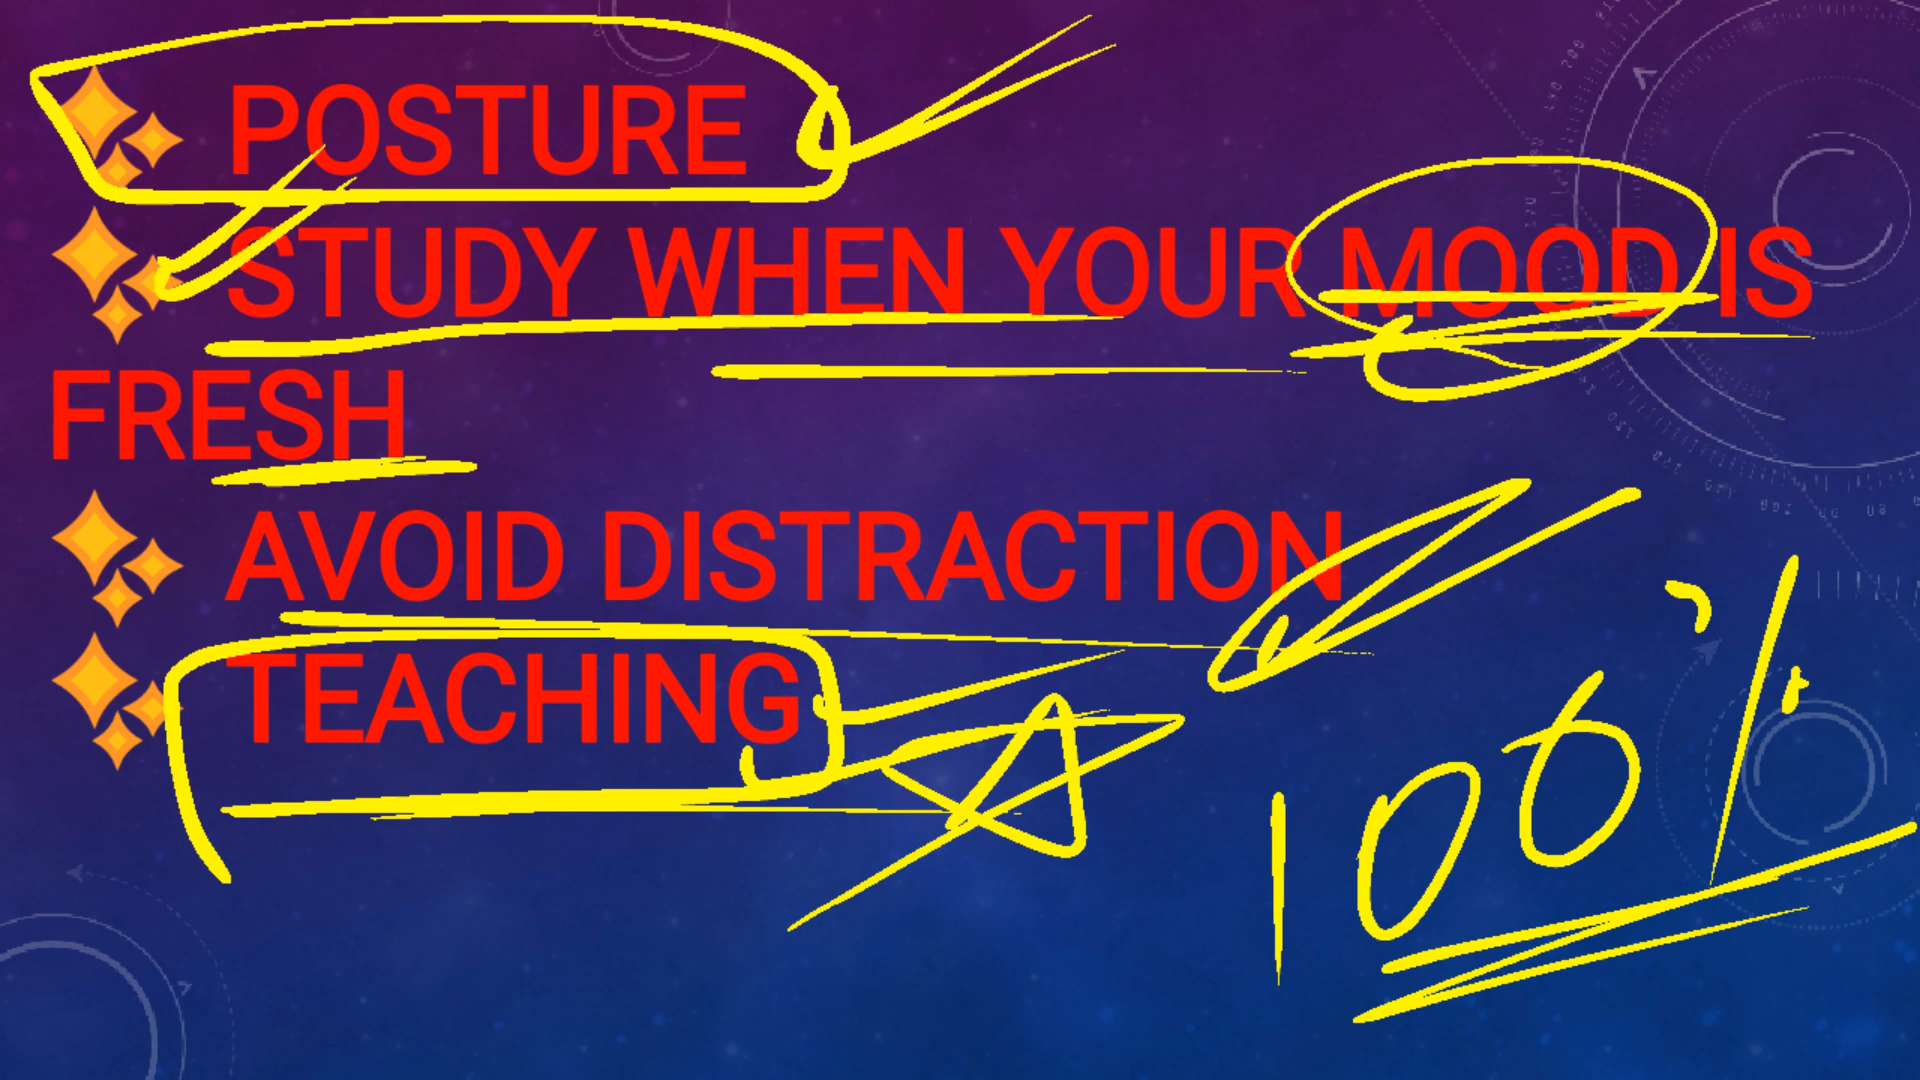 POSTURE
STUDY WHEN YOUR MOOD IS
FRESH
AVOID DISTRACTION
TEACHING
100%